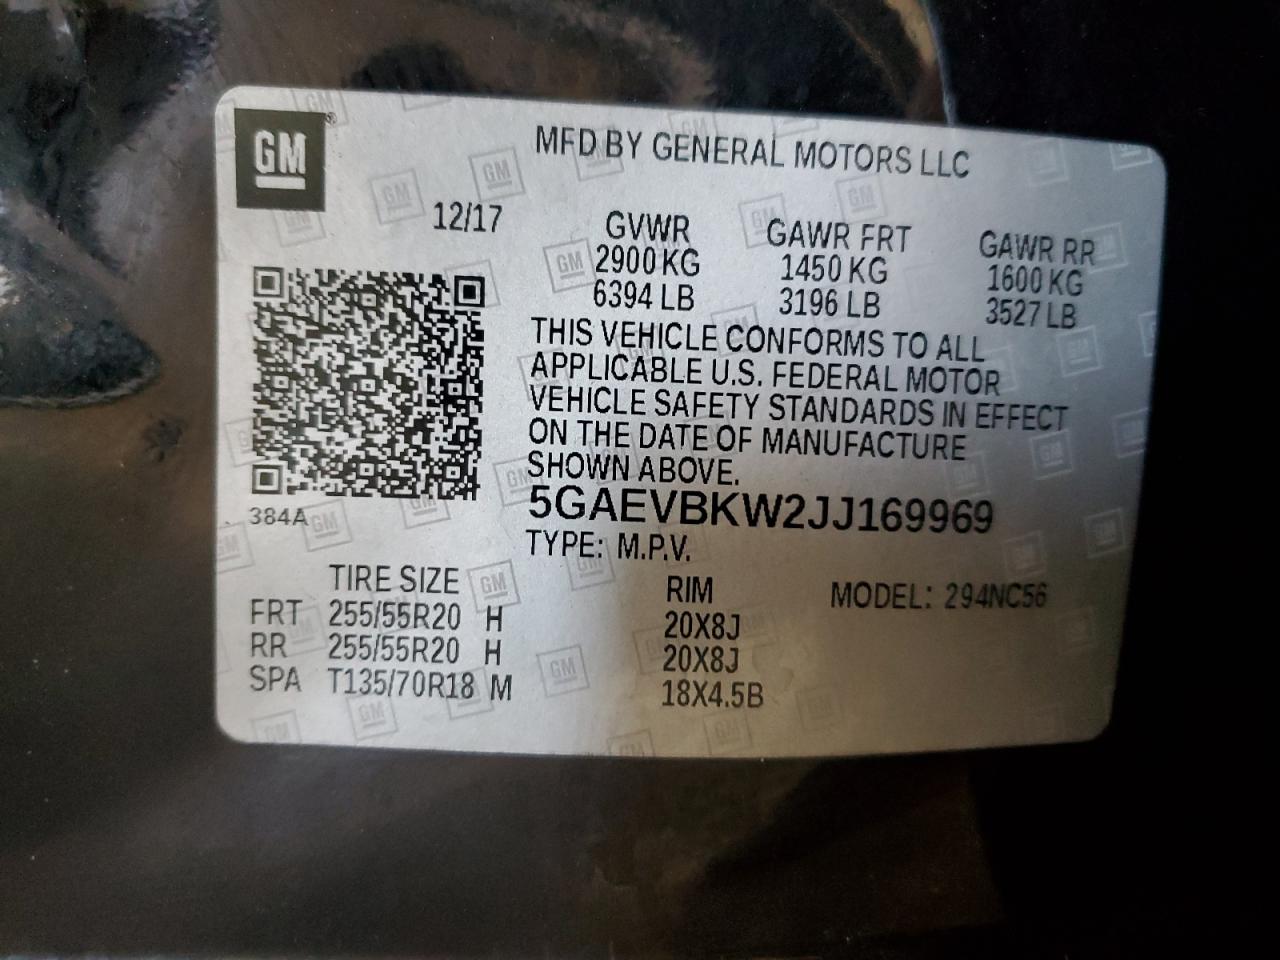 GM®
MFD BY GENERAL MOTORS LLC
12/17
GVWR GAWR FRT GAWR RR
2900 KG 1450 KG 1600 KG
6394 LB 3196 LB 3527 LB
THIS VEHICLE CONFORMS TO ALL
APPLICABLE U.S. FEDERAL MOTOR
VEHICLE SAFETY STANDARDS IN EFFECT
ON THE DATE OF MANUFACTURE
SHOWN ABOVE.
384A
5GAEVBKW2JJ169969
TYPE: M.P.V.
TIRE SIZE RIM MODEL: 294NC56
FRT 255/55R20 H 20X8J
RR 255/55R20 H 20X8J
SPA T135/70R18 M 18X4.5B